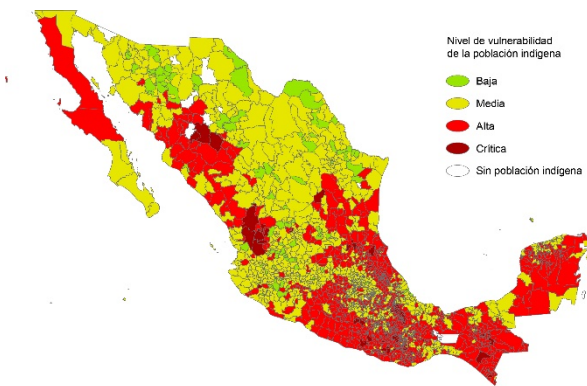 Nivel de vulnerabilidad
de la población indígena
Baja
Media
Alta
Crítica
Sin población indígena